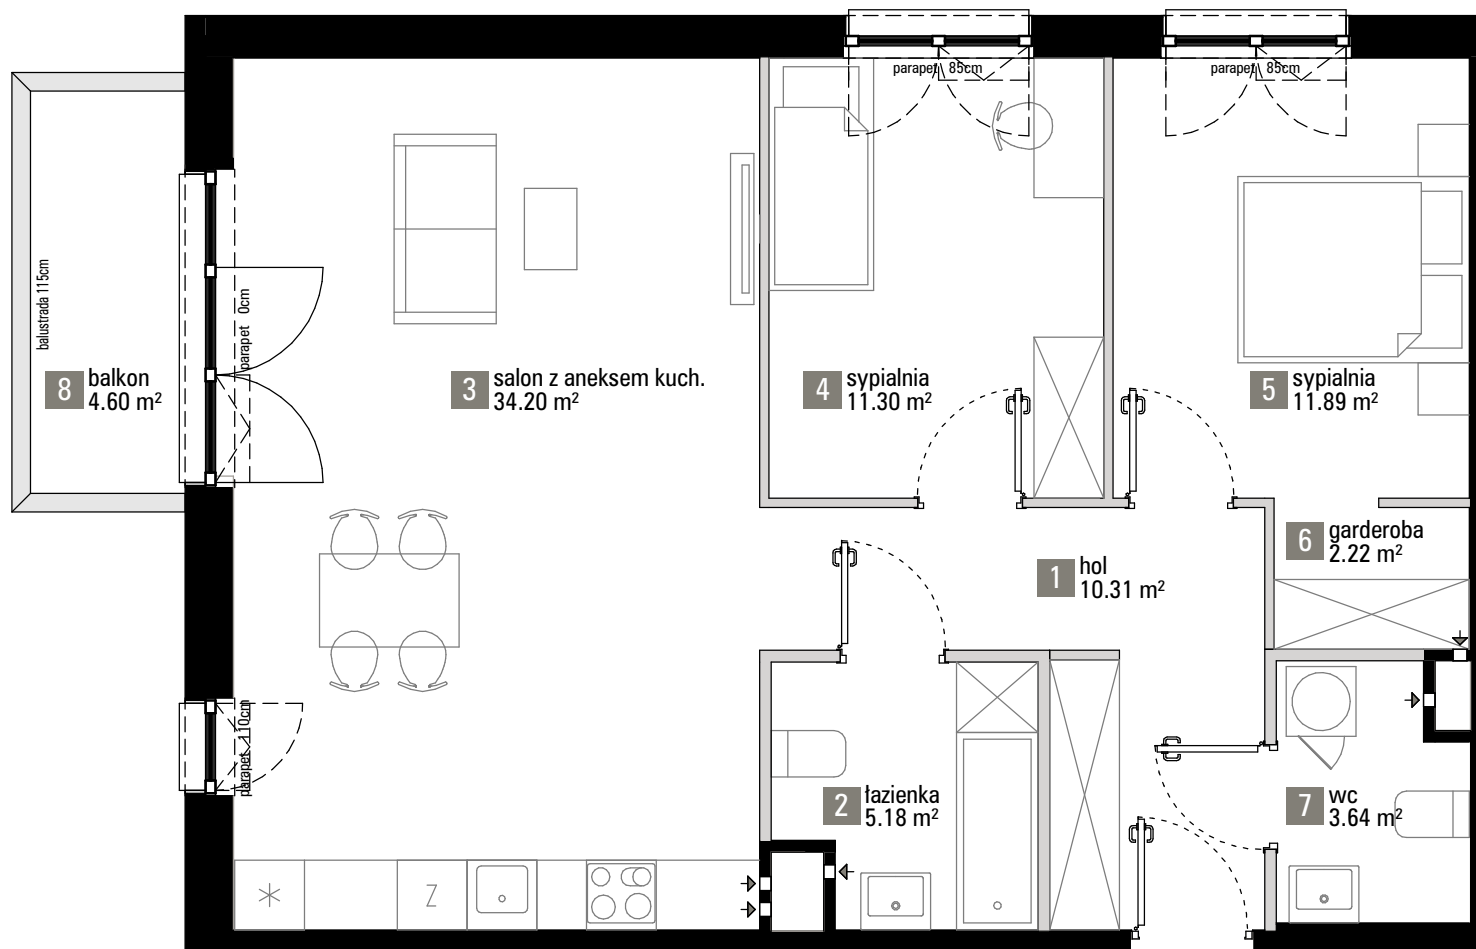 parapet 85cm
parapet 85cm
balustrada 115cm
parapet 0cm
8 balkon
4.60 m²
3 salon z aneksem kuch.
34.20 m²
4 sypialnia
11.30 m²
5 sypialnia
11.89 m²
6 garderoba
2.22 m²
1 hol
10.31 m²
parapet 110cm
2 łazienka
5.18 m²
7 wc
3.64 m²
Z